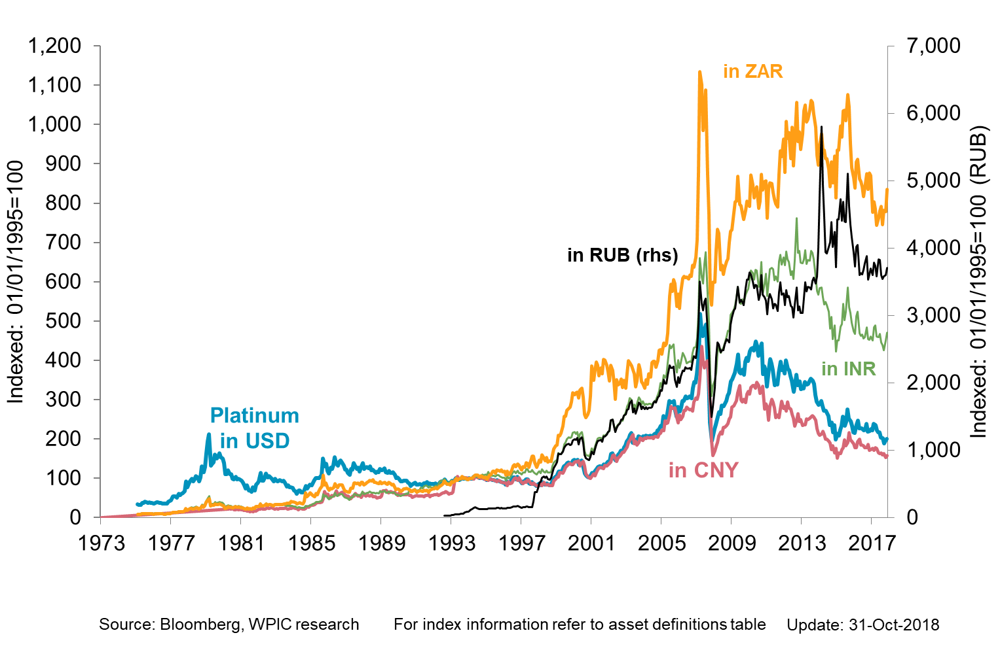 1,200
1,100
1,000
900
800
700
600
500
400
300
200
100
0
Indexed: 01/01/1995=100
7,000
6,000
5,000
4,000
3,000
2,000
1,000
0
Indexed: 01/01/1995=100 (RUB)
in ZAR
in RUB (rhs)
in INR
Platinum
in USD
in CNY
1973 1977 1981 1985 1989 1993 1997 2001 2005 2009 2013 2017
Source: Bloomberg, WPIC research For index information refer to asset definitions table Update: 31-Oct-2018